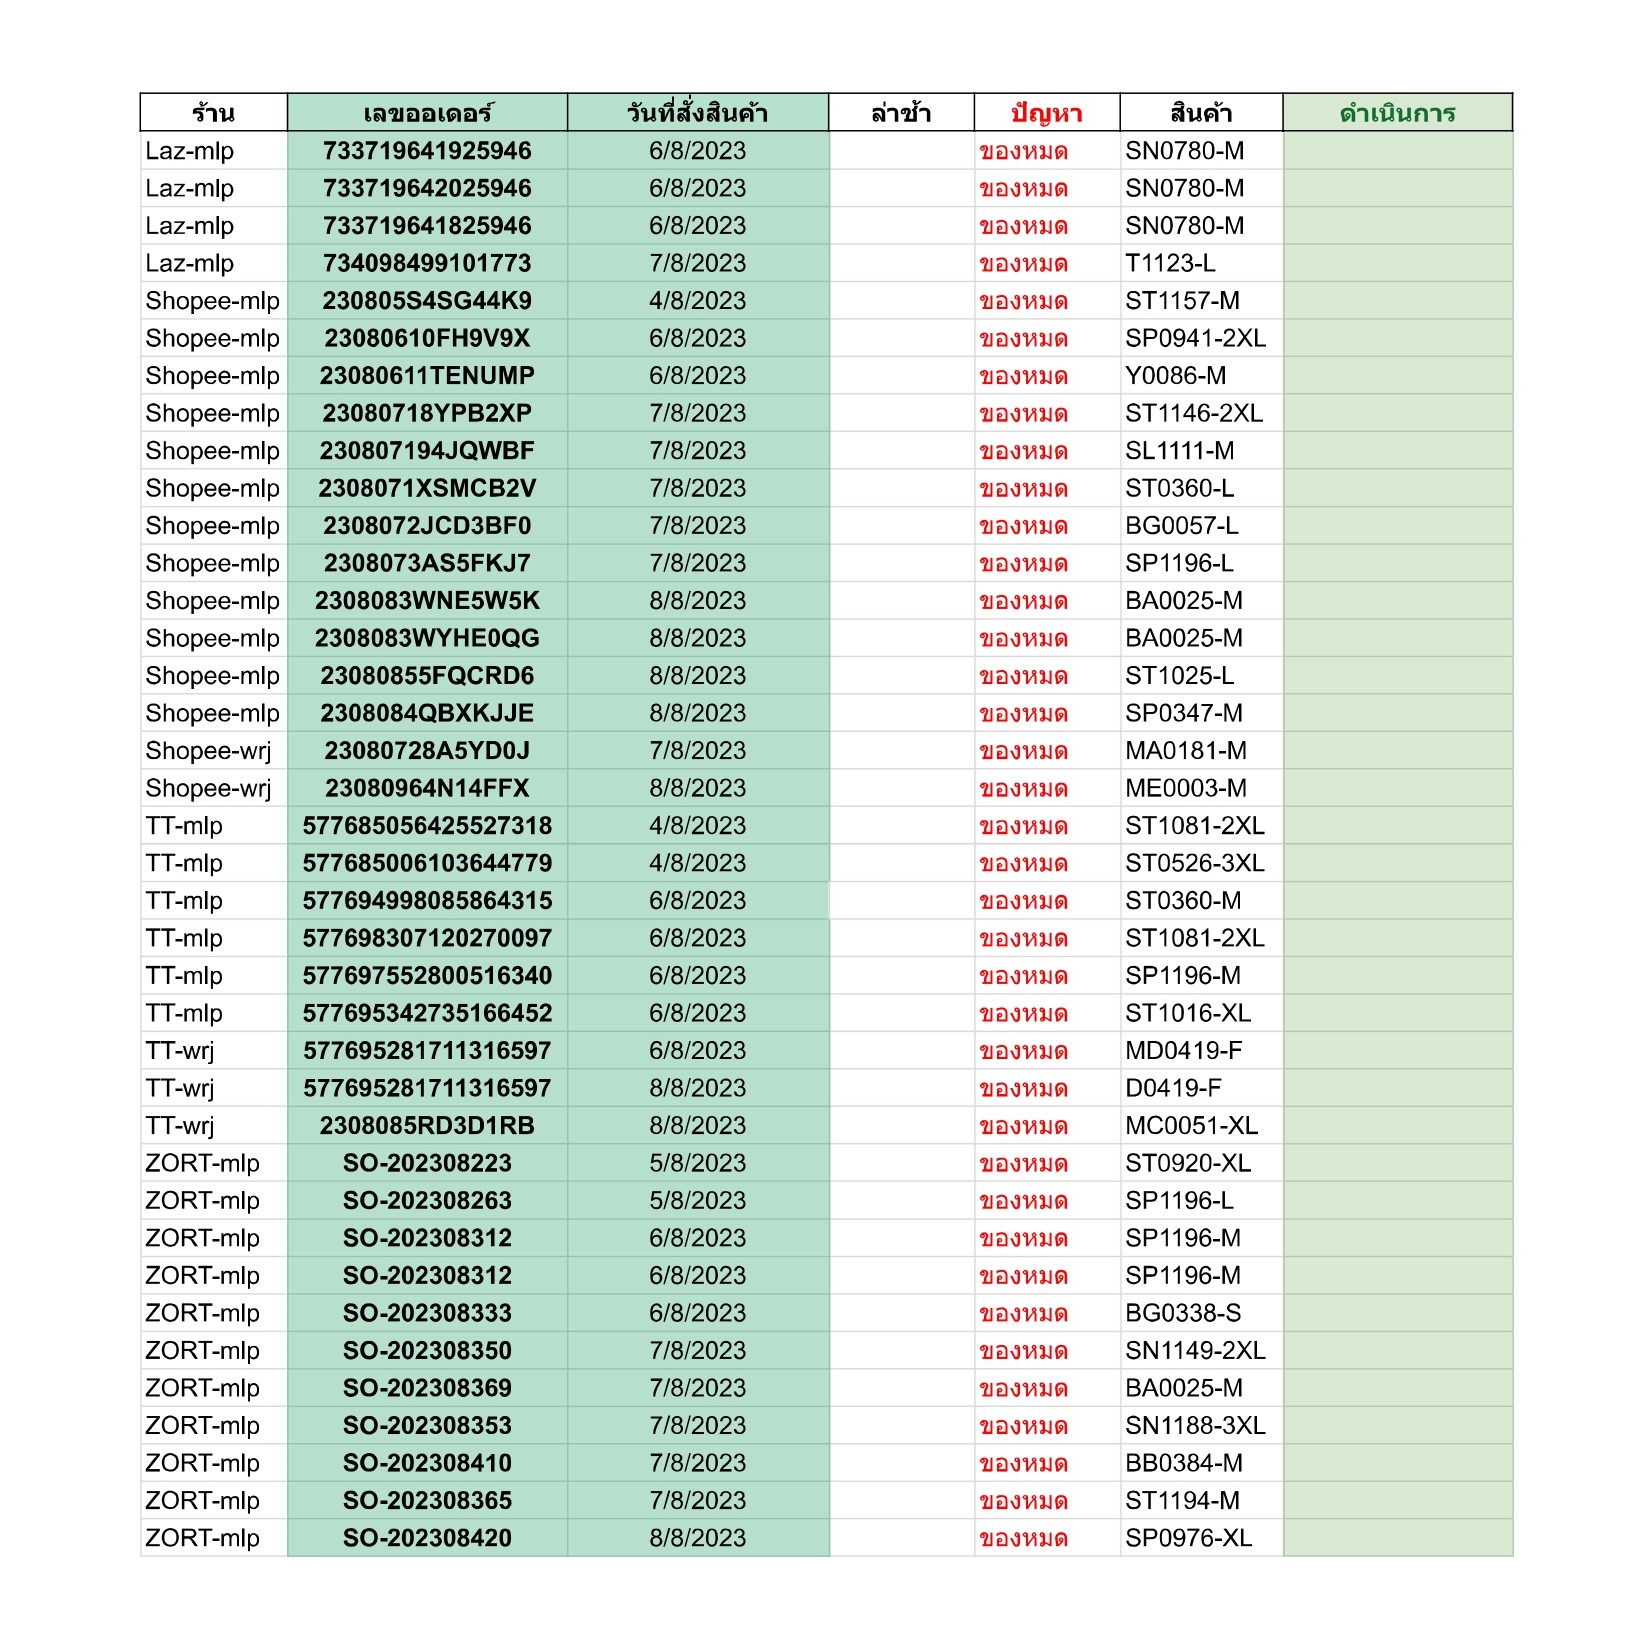 ร้าน เลขออเดอร์ วันที่สั่งสินค้า ล่าช้า ปัญหา สินค้า ดำเนินการ
Laz-mlp 733719641925946 6/8/2023 ของหมด SN0780-M
Laz-mlp 733719642025946 6/8/2023 ของหมด SN0780-M
Laz-mlp 733719641825946 6/8/2023 ของหมด SN0780-M
Laz-mlp 734098499101773 7/8/2023 ของหมด T1123-L
Shopee-mlp 230805S4SG44K9 4/8/2023 ของหมด ST1157-M
Shopee-mlp 23080610FH9V9X 6/8/2023 ของหมด SP0941-2XL
Shopee-mlp 23080611TENUMP 6/8/2023 ของหมด Y0086-M
Shopee-mlp 23080718YPB2XP 7/8/2023 ของหมด ST1146-2XL
Shopee-mlp 230807194JQWBF 7/8/2023 ของหมด SL1111-M
Shopee-mlp 2308071XSMCB2V 7/8/2023 ของหมด ST0360-L
Shopee-mlp 2308072JCD3BF0 7/8/2023 ของหมด BG0057-L
Shopee-mlp 2308073AS5FKJ7 7/8/2023 ของหมด SP1196-L
Shopee-mlp 2308083WNE5W5K 8/8/2023 ของหมด BA0025-M
Shopee-mlp 2308083WYHE0QG 8/8/2023 ของหมด BA0025-M
Shopee-mlp 23080855FQCRD6 8/8/2023 ของหมด ST1025-L
Shopee-mlp 2308084QBXKJJE 8/8/2023 ของหมด SP0347-M
Shopee-wrj 23080728A5YD0J 7/8/2023 ของหมด MA0181-M
Shopee-wrj 23080964N14FFX 8/8/2023 ของหมด ME0003-M
TT-mlp 577685056425527318 4/8/2023 ของหมด ST1081-2XL
TT-mlp 577685006103644779 4/8/2023 ของหมด ST0526-3XL
TT-mlp 577694998085864315 6/8/2023 ของหมด ST0360-M
TT-mlp 577698307120270097 6/8/2023 ของหมด ST1081-2XL
TT-mlp 577697552800516340 6/8/2023 ของหมด SP1196-M
TT-mlp 577695342735166452 6/8/2023 ของหมด ST1016-XL
TT-wrj 577695281711316597 6/8/2023 ของหมด MD0419-F
TT-wrj 577695281711316597 8/8/2023 ของหมด D0419-F
TT-wrj 2308085RD3D1RB 8/8/2023 ของหมด MC0051-XL
ZORT-mlp SO-202308223 5/8/2023 ของหมด ST0920-XL
ZORT-mlp SO-202308263 5/8/2023 ของหมด SP1196-L
ZORT-mlp SO-202308312 6/8/2023 ของหมด SP1196-M
ZORT-mlp SO-202308312 6/8/2023 ของหมด SP1196-M
ZORT-mlp SO-202308333 6/8/2023 ของหมด BG0338-S
ZORT-mlp SO-202308350 7/8/2023 ของหมด SN1149-2XL
ZORT-mlp SO-202308369 7/8/2023 ของหมด BA0025-M
ZORT-mlp SO-202308353 7/8/2023 ของหมด SN1188-3XL
ZORT-mlp SO-202308410 7/8/2023 ของหมด BB0384-M
ZORT-mlp SO-202308365 7/8/2023 ของหมด ST1194-M
ZORT-mlp SO-202308420 8/8/2023 ของหมด SP0976-XL